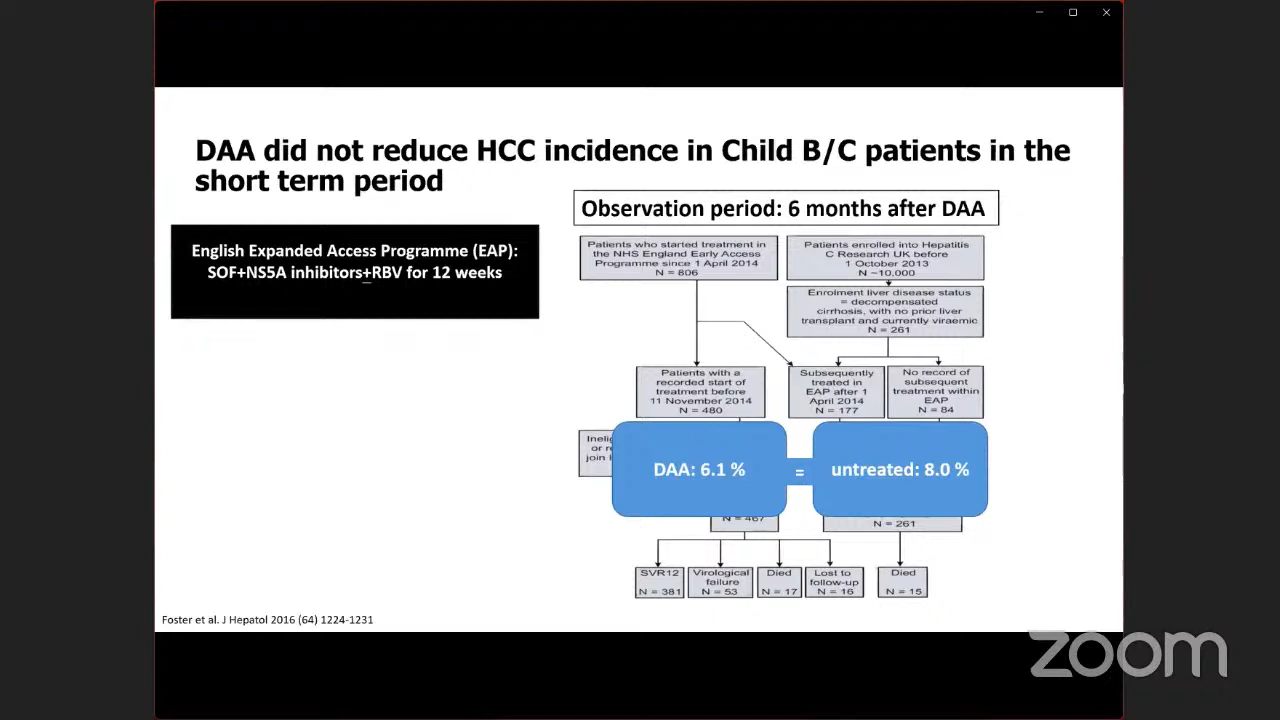 DAA did not reduce HCC incidence in Child B/C patients in the
short term period
Observation period: 6 months after DAA
English Expanded Access Programme (EAP):
SOF+NS5A inhibitors+RBV for 12 weeks
Patients who started treatment in
the NHS England Early Access
Programme since 1 April 2014
N = 806
Patients enrolled into Hepatitis
C Research UK before
1 October 2013
N ~10,000
Enrolment liver disease status
= decompensated
cirrhosis, with no prior liver
transplant and currently viraemic
N = 261
Patients with a
recorded start of
treatment before
11 November 2014
N = 480
Subsequently
treated in
EAP after 1
April 2014
N = 177
No record of
subsequent
treatment within
EAP
N = 84
or
join
DAA: 6.1 %
=
untreated: 8.0 %
N = 467
N = 261
SVR12
N = 381
Virological
failure
N = 53
Died
N = 17
Lost to
follow-up
N = 16
Died
N = 15
Foster et al. J Hepatol 2016 (64) 1224-1231
zoom